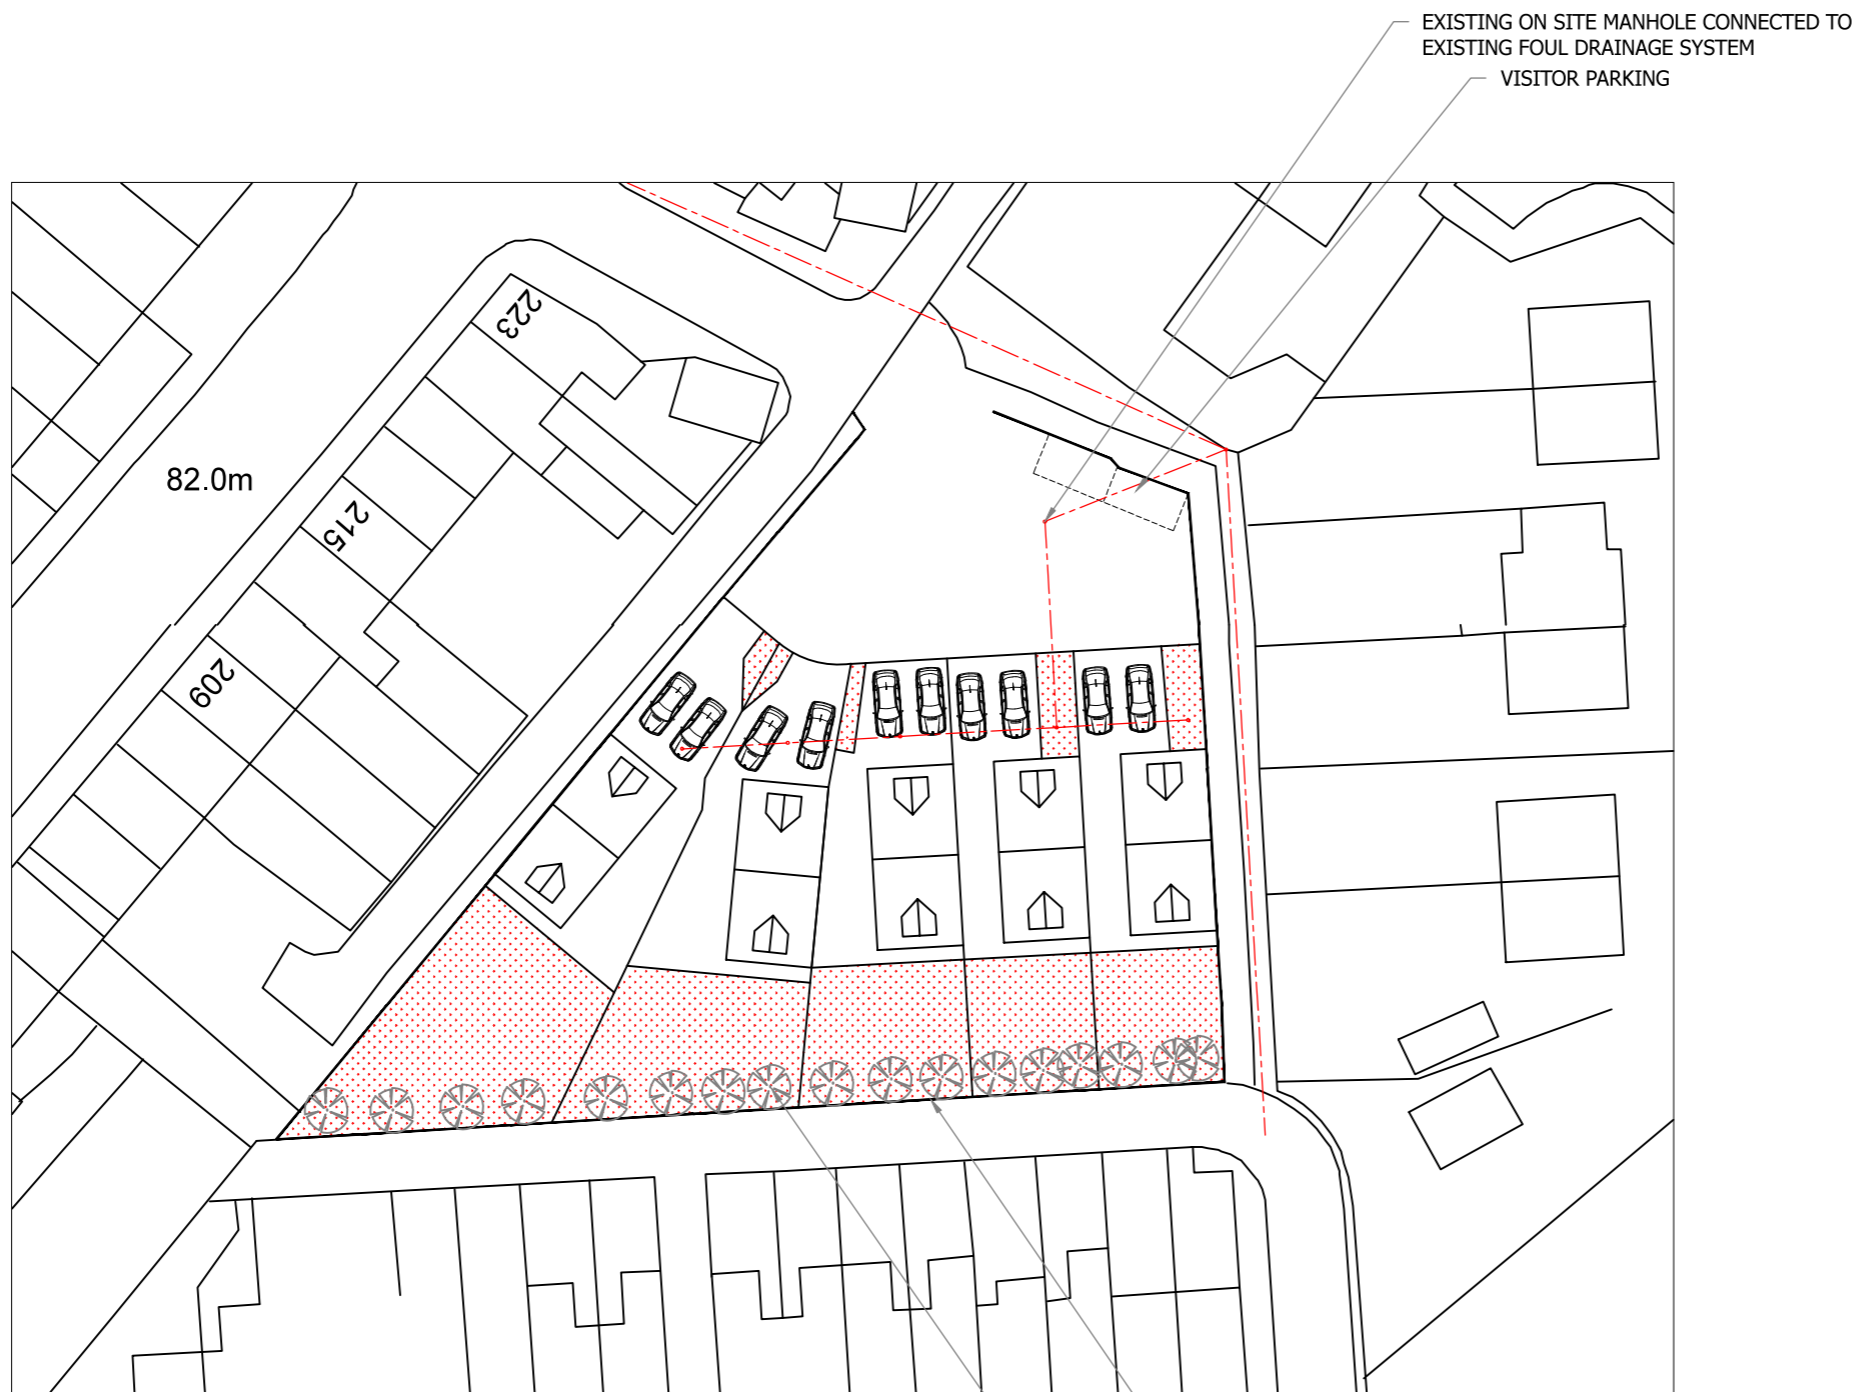 EXISTING ON SITE MANHOLE CONNECTED TO
EXISTING FOUL DRAINAGE SYSTEM
VISITOR PARKING
223
82.0m
215
209